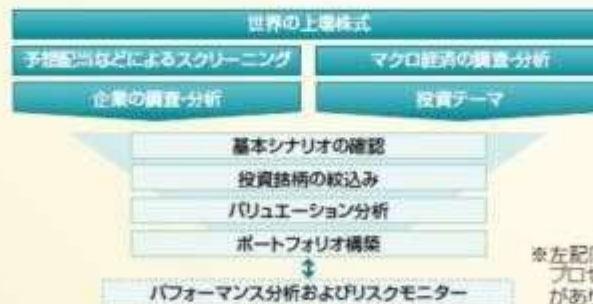 世界の上場株式
予想配当などによるスクリーニング
マクロ経済の調査・分析
企業の調査・分析
投資テーマ
基本シナリオの確認
投資銘柄の絞込み
バリュエーション分析
ポートフォリオ構築
パフォーマンス分析およびリスクモニター
※左記
プロ
があり